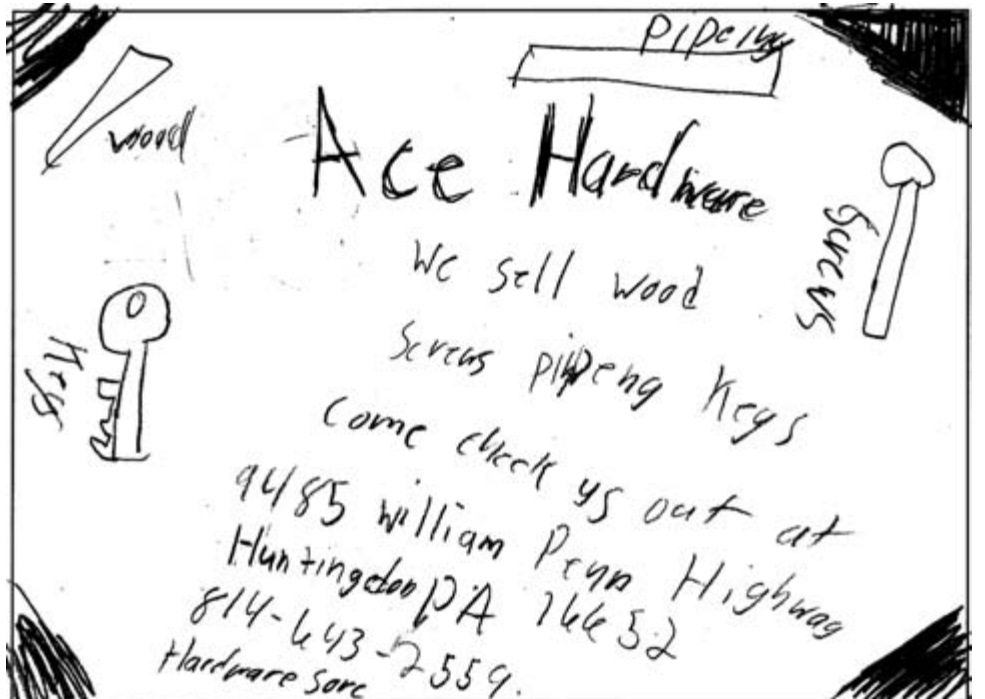 pipeing
wood
Ace Hardware
screws
We sell wood
screws pippeng keys
keys
come check us out at
9485 william Penn Highway
Huntingdon PA 16652
814-643-2559.
Hardware sore